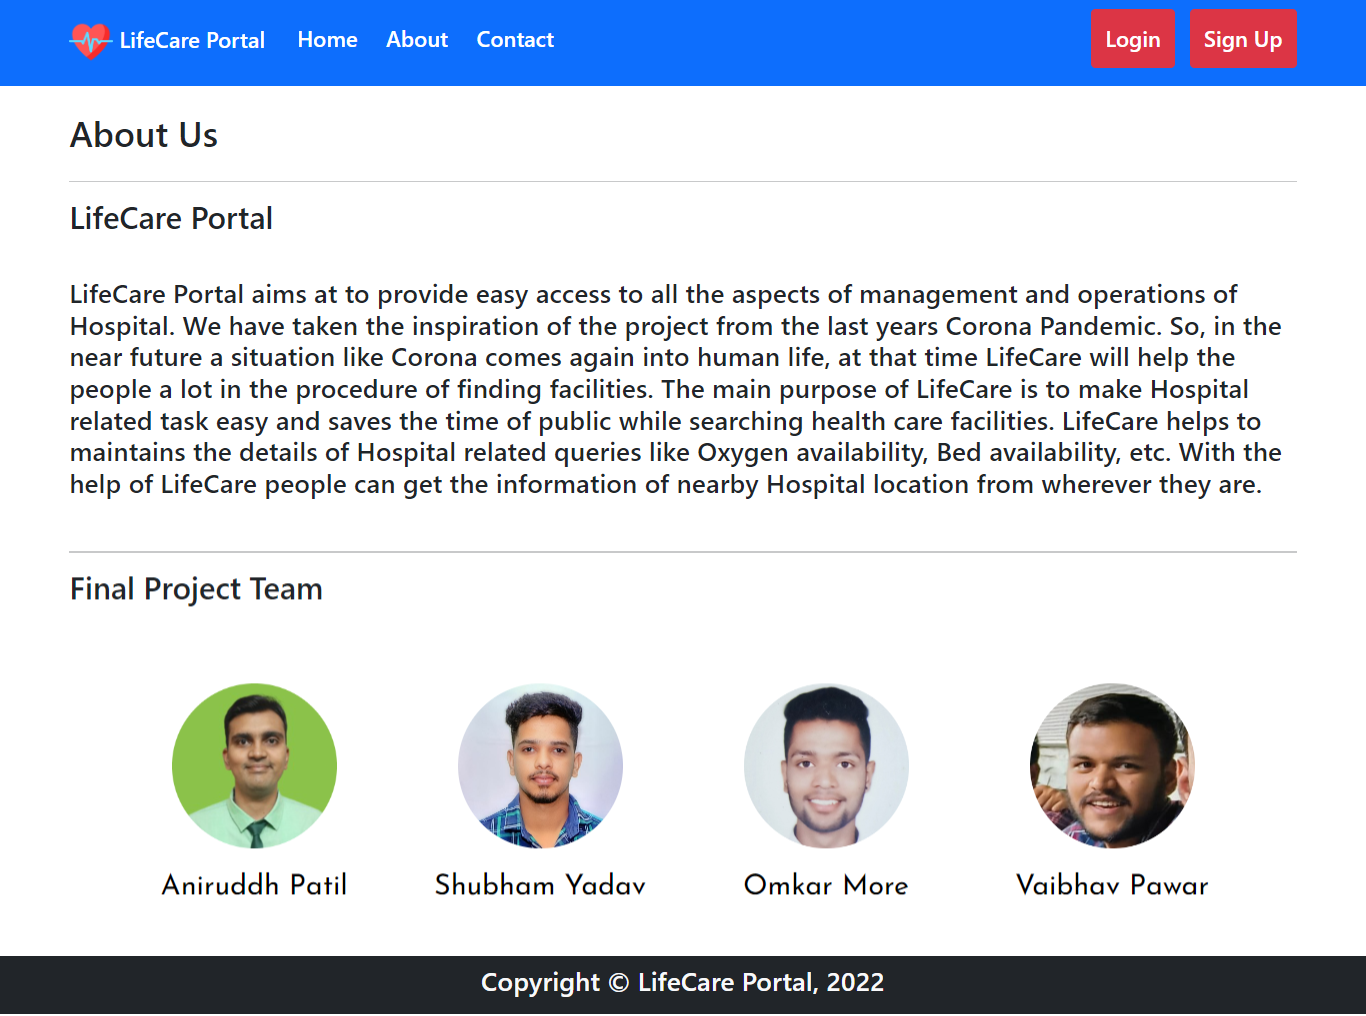 LifeCare Portal Home About Contact Login Sign Up
About Us
LifeCare Portal
LifeCare Portal aims at to provide easy access to all the aspects of management and operations of
Hospital. We have taken the inspiration of the project from the last years Corona Pandemic. So, in the
near future a situation like Corona comes again into human life, at that time LifeCare will help the
people a lot in the procedure of finding facilities. The main purpose of LifeCare is to make Hospital
related task easy and saves the time of public while searching health care facilities. LifeCare helps to
maintains the details of Hospital related queries like Oxygen availability, Bed availability, etc. With the
help of LifeCare people can get the information of nearby Hospital location from wherever they are.
Final Project Team
Aniruddh Patil Shubham Yadav Omkar More Vaibhav Pawar
Copyright © LifeCare Portal, 2022